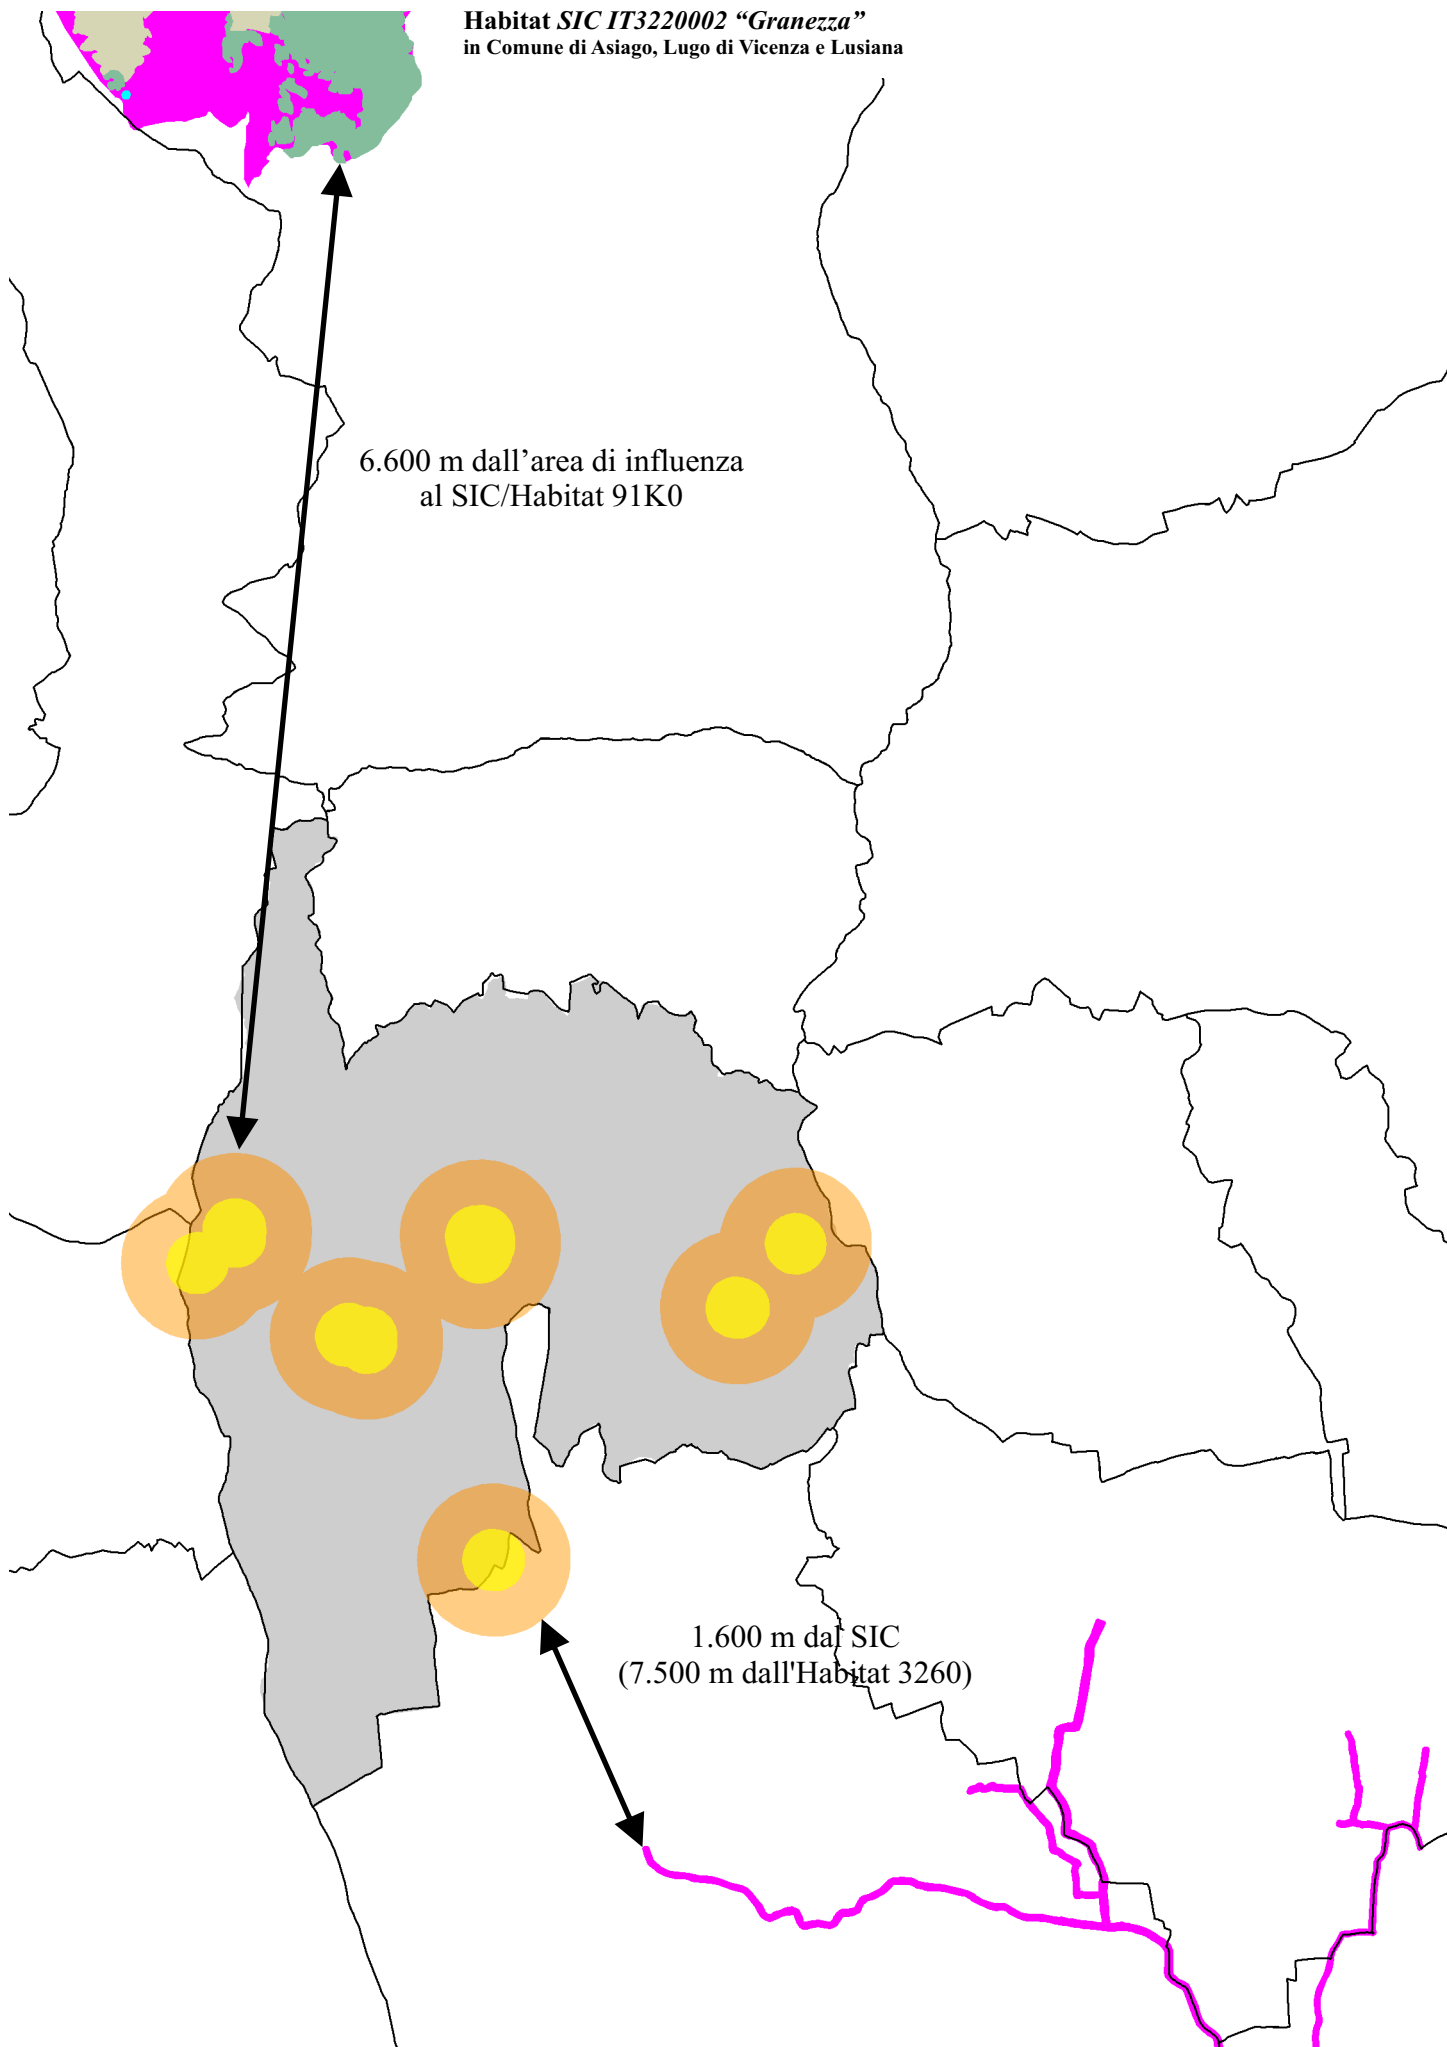 Habitat SIC IT3220002 “Granezza”
in Comune di Asiago, Lugo di Vicenza e Lusiana
6.600 m dall’area di influenza
al SIC/Habitat 91K0
1.600 m dal SIC
(7.500 m dall'Habitat 3260)